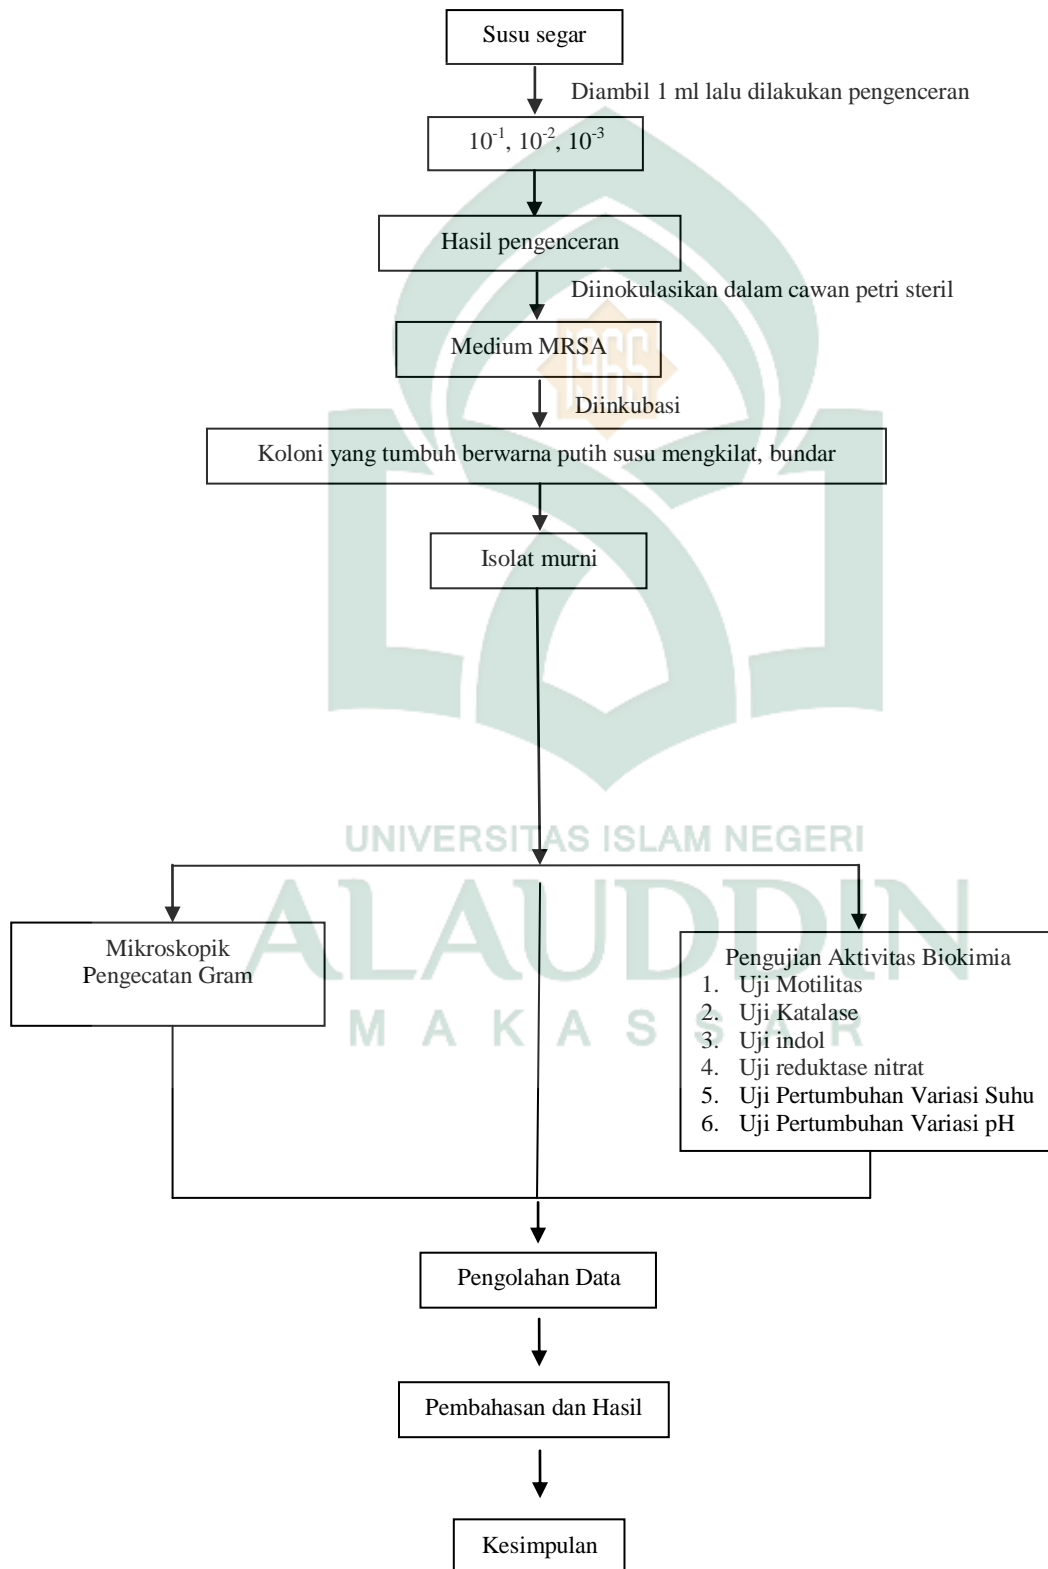 Susu segar
Diambil 1 ml lalu dilakukan pengenceran
10⁻¹, 10⁻², 10⁻³
Hasil pengenceran
Diinokulasikan dalam cawan petri steril
Medium MRSA
1965
Diinkubasi
Koloni yang tumbuh berwarna putih susu mengkilat, bundar
Isolat murni
UNIVERSITAS ISLAM NEGERI
ALAUDDIN
MAKASSAR
Mikroskopik
Pengecatan Gram
Pengujian Aktivitas Biokimia
1. Uji Motilitas
2. Uji Katalase
3. Uji indol
4. Uji reduktase nitrat
5. Uji Pertumbuhan Variasi Suhu
6. Uji Pertumbuhan Variasi pH
Pengolahan Data
Pembahasan dan Hasil
Kesimpulan